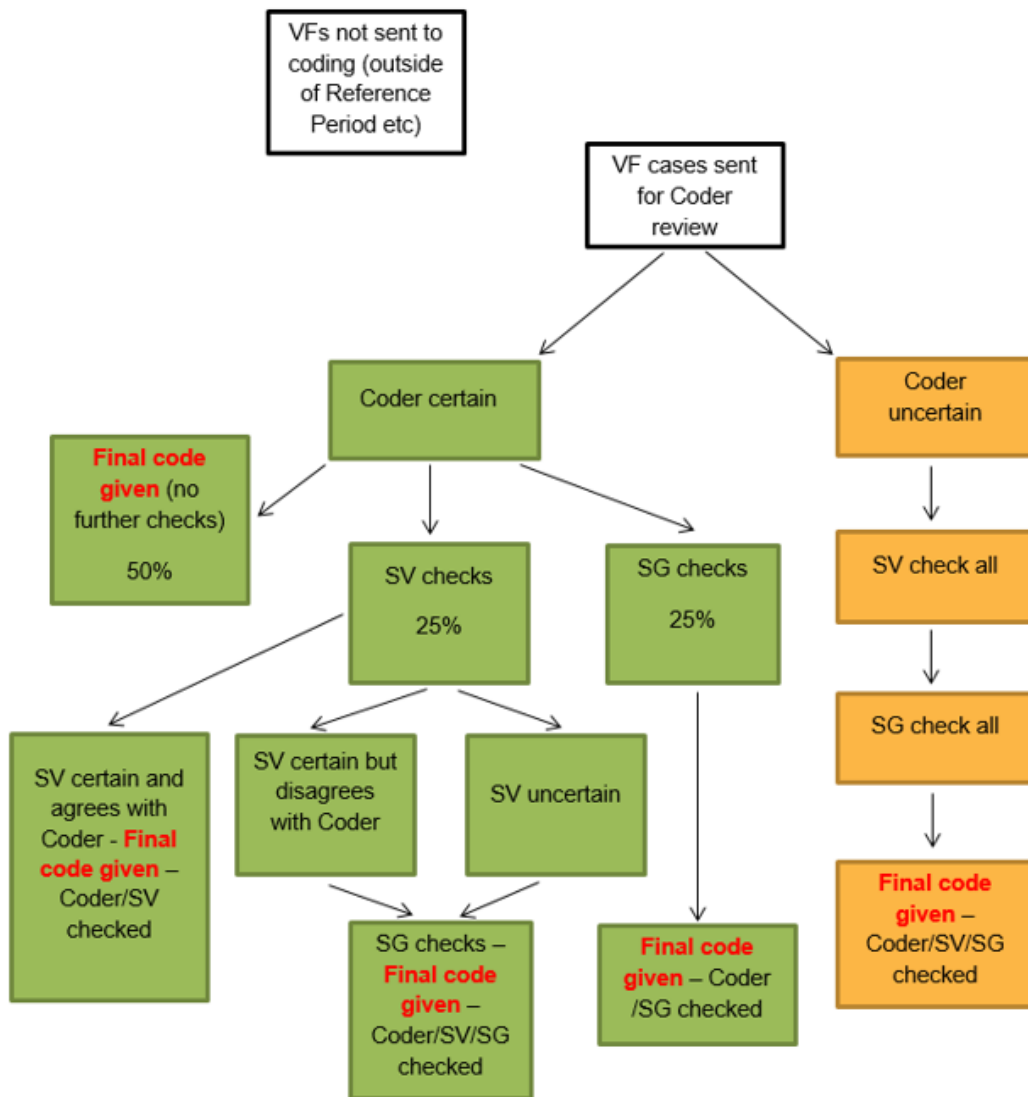 VFs not sent to
coding (outside
of Reference
Period etc)
VF cases sent
for Coder
review
Coder certain
Coder
uncertain
Final code
given (no
further checks)
50%
SV checks
25%
SG checks
25%
SV check all
SG check all
SV certain and
agrees with
Coder - Final
code given –
Coder/SV
checked
SV certain but
disagrees
with Coder
SV uncertain
SG checks –
Final code
given –
Coder/SV/SG
checked
Final code
given – Coder
/SG checked
Final code
given –
Coder/SV/SG
checked